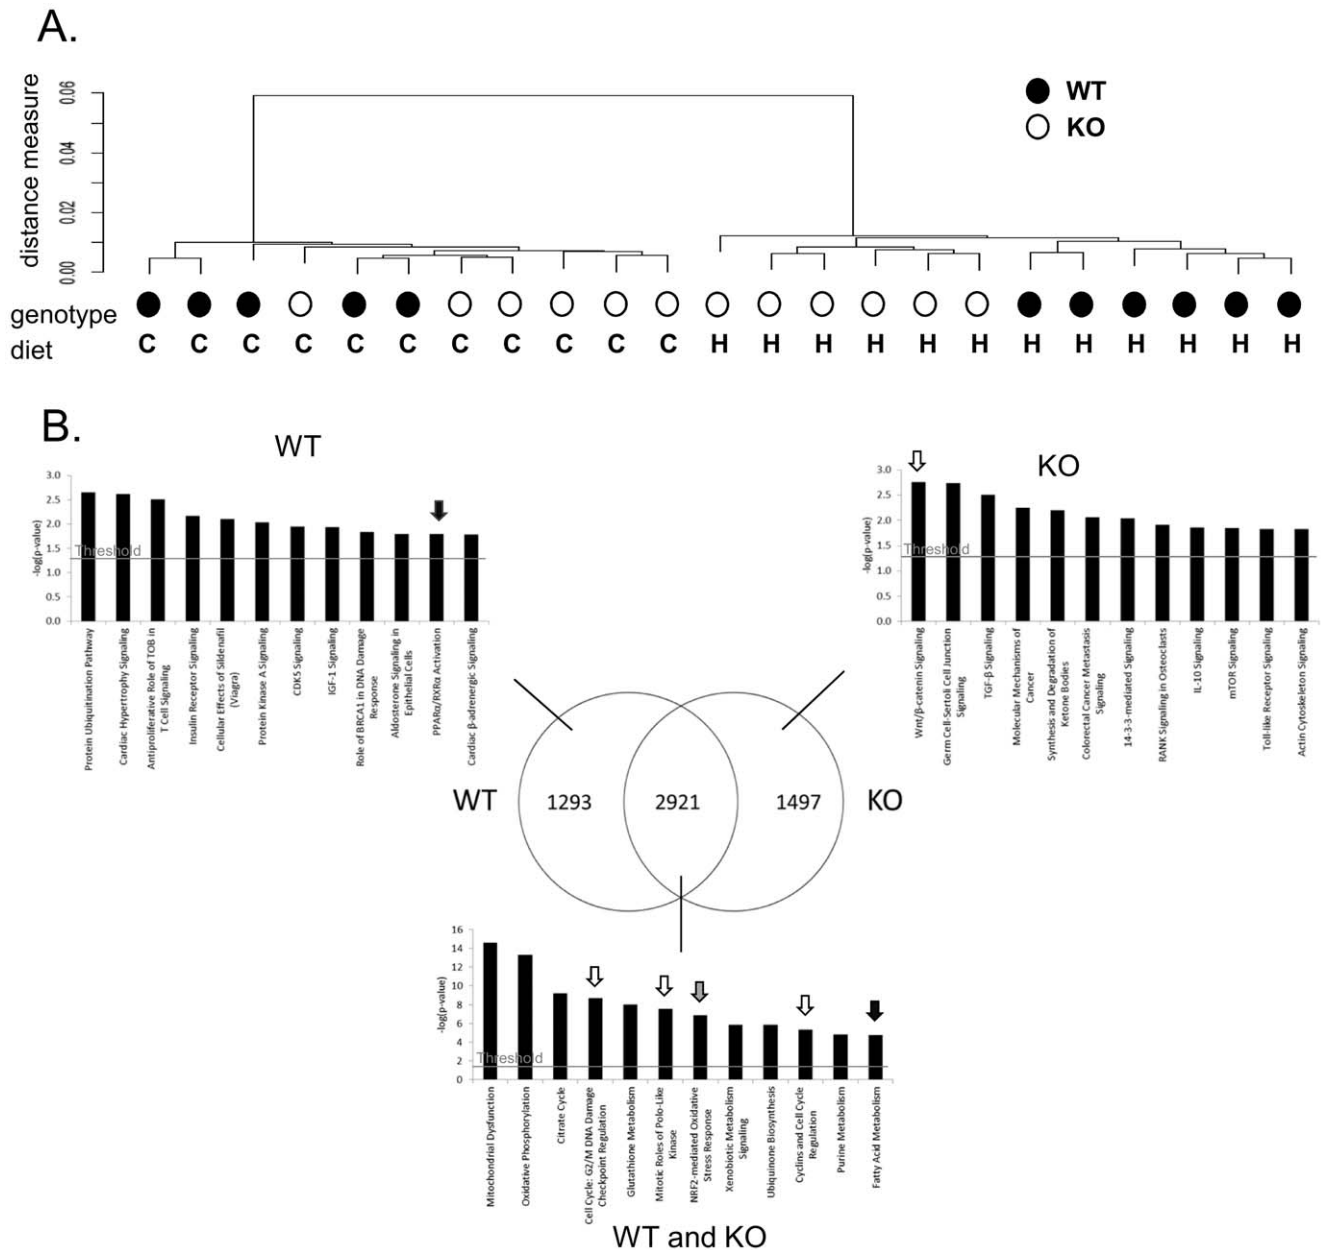 A.
distance measure
0.06
0.04
0.02
0.00
WT
KO
genotype
diet
C C C C C C C C C C C H H H H H H H H H H H H
B.
WT
-log(p-value)
3.0
2.5
2.0
1.5
1.0
0.5
0.0
Threshold
Protein Ubiquitination Pathway
Cardiac Hypertrophy Signaling
Antiproliferative Role of TOB in
T Cell Signaling
Insulin Receptor Signaling
Cellular Effects of Sildenafil
(Viagra)
Protein Kinase A Signaling
CDK5 Signaling
IGF-1 Signaling
Role of BRCA1 in DNA Damage
Response
Aldosterone Signaling in
Epithelial Cells
PPARα/RXRα Activation
Cardiac β-adrenergic Signaling
KO
-log(p-value)
3.0
2.5
2.0
1.5
1.0
0.5
0.0
Threshold
Wnt/β-catenin Signaling
Germ Cell-Sertoli Cell Junction
Signaling
TGF-β Signaling
Molecular Mechanisms of
Cancer
Synthesis and Degradation of
Ketone Bodies
Colorectal Cancer Metastasis
Signaling
14-3-3-mediated Signaling
RANK Signaling in Osteoclasts
IL-10 Signaling
mTOR Signaling
Toll-like Receptor Signaling
Actin Cytoskeleton Signaling
WT 1293 2921 1497 KO
-log(p-value)
16
14
12
10
8
6
4
2
0
Threshold
Mitochondrial Dysfunction
Oxidative Phosphorylation
Citrate Cycle
Cell Cycle: G2/M DNA Damage
Checkpoint Regulation
Glutathione Metabolism
Mitotic Roles of Polo-Like
Kinase
NRF2-mediated Oxidative
Stress Response
Xenobiotic Metabolism
Signaling
Ubiquinone Biosynthesis
Cyclins and Cell Cycle
Regulation
Purine Metabolism
Fatty Acid Metabolism
WT and KO